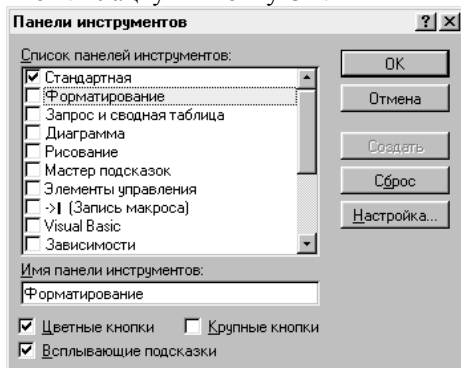 Панели инструментов
Список панелей инструментов:
Стандартная
Форматирование
Запрос и сводная таблица
Диаграмма
Рисование
Мастер подсказок
Элементы управления
->| (Запись макроса)
Visual Basic
Зависимости
Имя панели инструментов:
Форматирование
Цветные кнопки Крупные кнопки
Всплывающие подсказки
OK
Отмена
Создать
Сброс
Настройка...